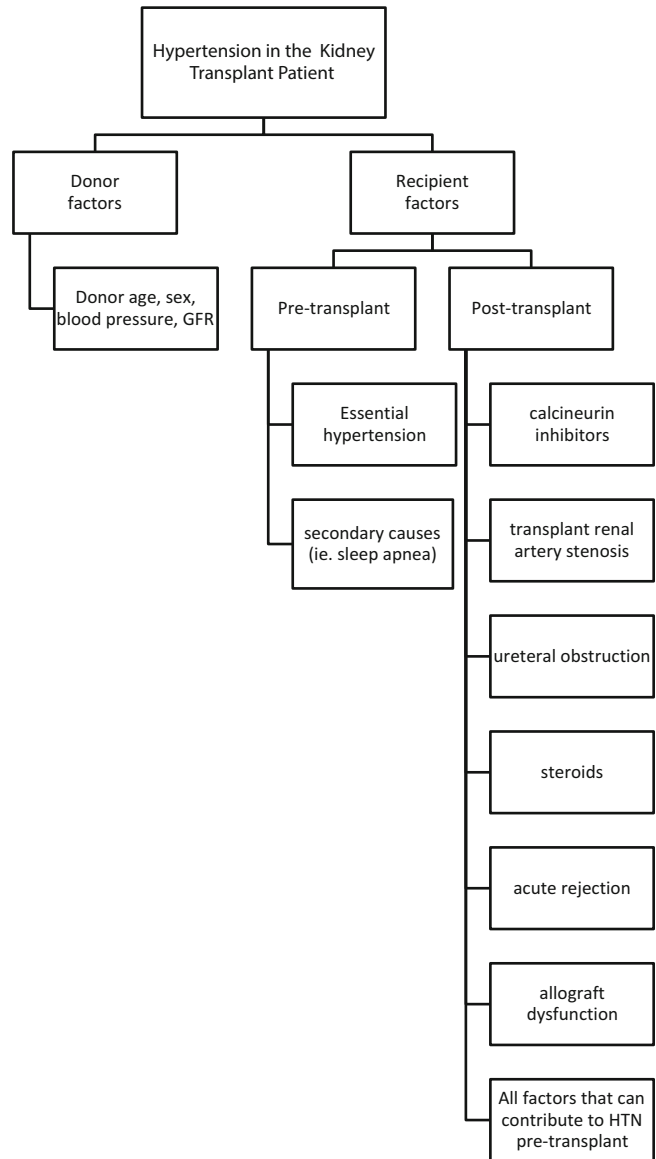 Hypertension in the Kidney
Transplant Patient
Donor
factors
Recipient
factors
Donor age, sex,
blood pressure, GFR
Pre-transplant
Post-transplant
Essential
hypertension
secondary causes
(ie. sleep apnea)
calcineurin
inhibitors
transplant renal
artery stenosis
ureteral obstruction
steroids
acute rejection
allograft
dysfunction
All factors that can
contribute to HTN
pre-transplant